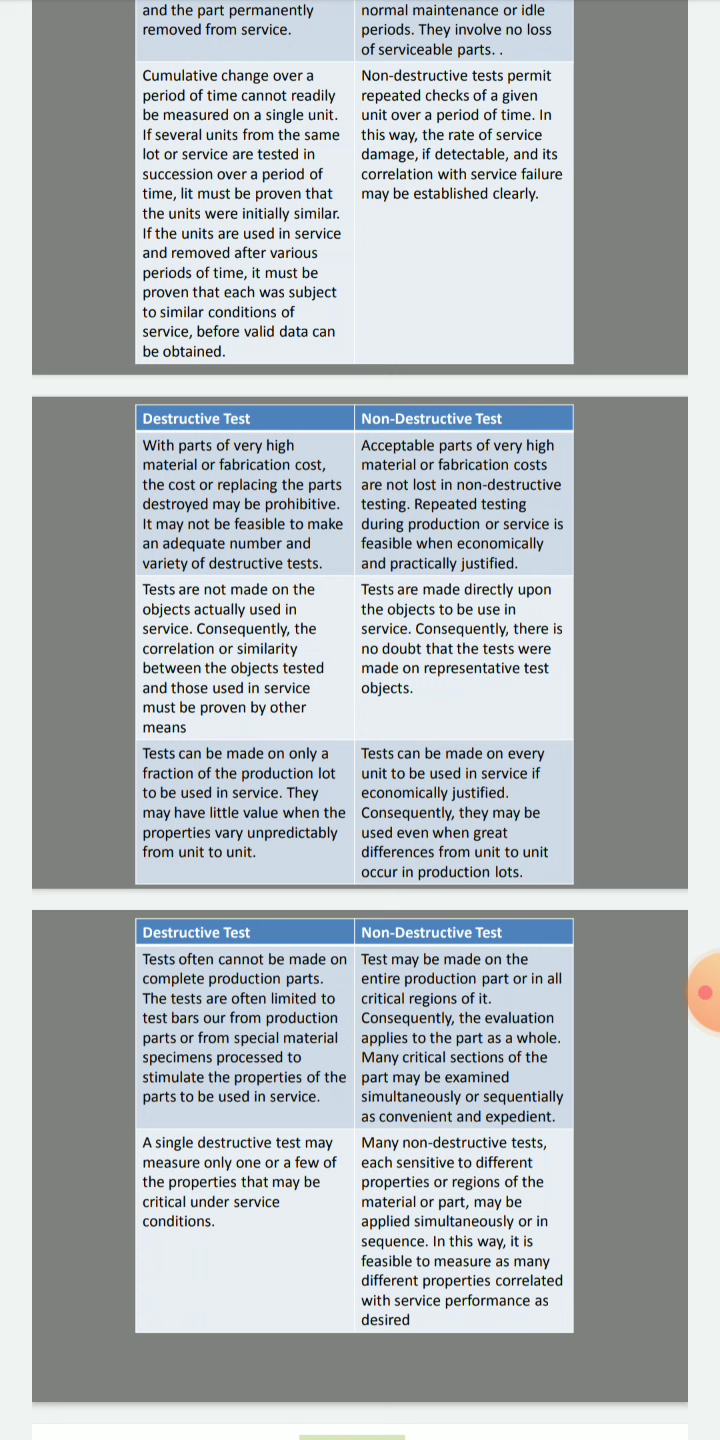 and the part permanently
removed from service.
normal maintenance or idle
periods. They involve no loss
of serviceable parts. .
Cumulative change over a
period of time cannot readily
be measured on a single unit.
If several units from the same
lot or service are tested in
succession over a period of
time, lit must be proven that
the units were initially similar.
If the units are used in service
and removed after various
periods of time, it must be
proven that each was subject
to similar conditions of
service, before valid data can
be obtained.
Non-destructive tests permit
repeated checks of a given
unit over a period of time. In
this way, the rate of service
damage, if detectable, and its
correlation with service failure
may be established clearly.
Destructive Test
Non-Destructive Test
With parts of very high
material or fabrication cost,
the cost or replacing the parts
destroyed may be prohibitive.
It may not be feasible to make
an adequate number and
variety of destructive tests.
Acceptable parts of very high
material or fabrication costs
are not lost in non-destructive
testing. Repeated testing
during production or service is
feasible when economically
and practically justified.
Tests are not made on the
objects actually used in
service. Consequently, the
correlation or similarity
between the objects tested
and those used in service
must be proven by other
means
Tests are made directly upon
the objects to be use in
service. Consequently, there is
no doubt that the tests were
made on representative test
objects.
Tests can be made on only a
fraction of the production lot
to be used in service. They
may have little value when the
properties vary unpredictably
from unit to unit.
Tests can be made on every
unit to be used in service if
economically justified.
Consequently, they may be
used even when great
differences from unit to unit
occur in production lots.
Destructive Test
Non-Destructive Test
Tests often cannot be made on
complete production parts.
The tests are often limited to
test bars our from production
parts or from special material
specimens processed to
stimulate the properties of the
parts to be used in service.
Test may be made on the
entire production part or in all
critical regions of it.
Consequently, the evaluation
applies to the part as a whole.
Many critical sections of the
part may be examined
simultaneously or sequentially
as convenient and expedient.
A single destructive test may
measure only one or a few of
the properties that may be
critical under service
conditions.
Many non-destructive tests,
each sensitive to different
properties or regions of the
material or part, may be
applied simultaneously or in
sequence. In this way, it is
feasible to measure as many
different properties correlated
with service performance as
desired